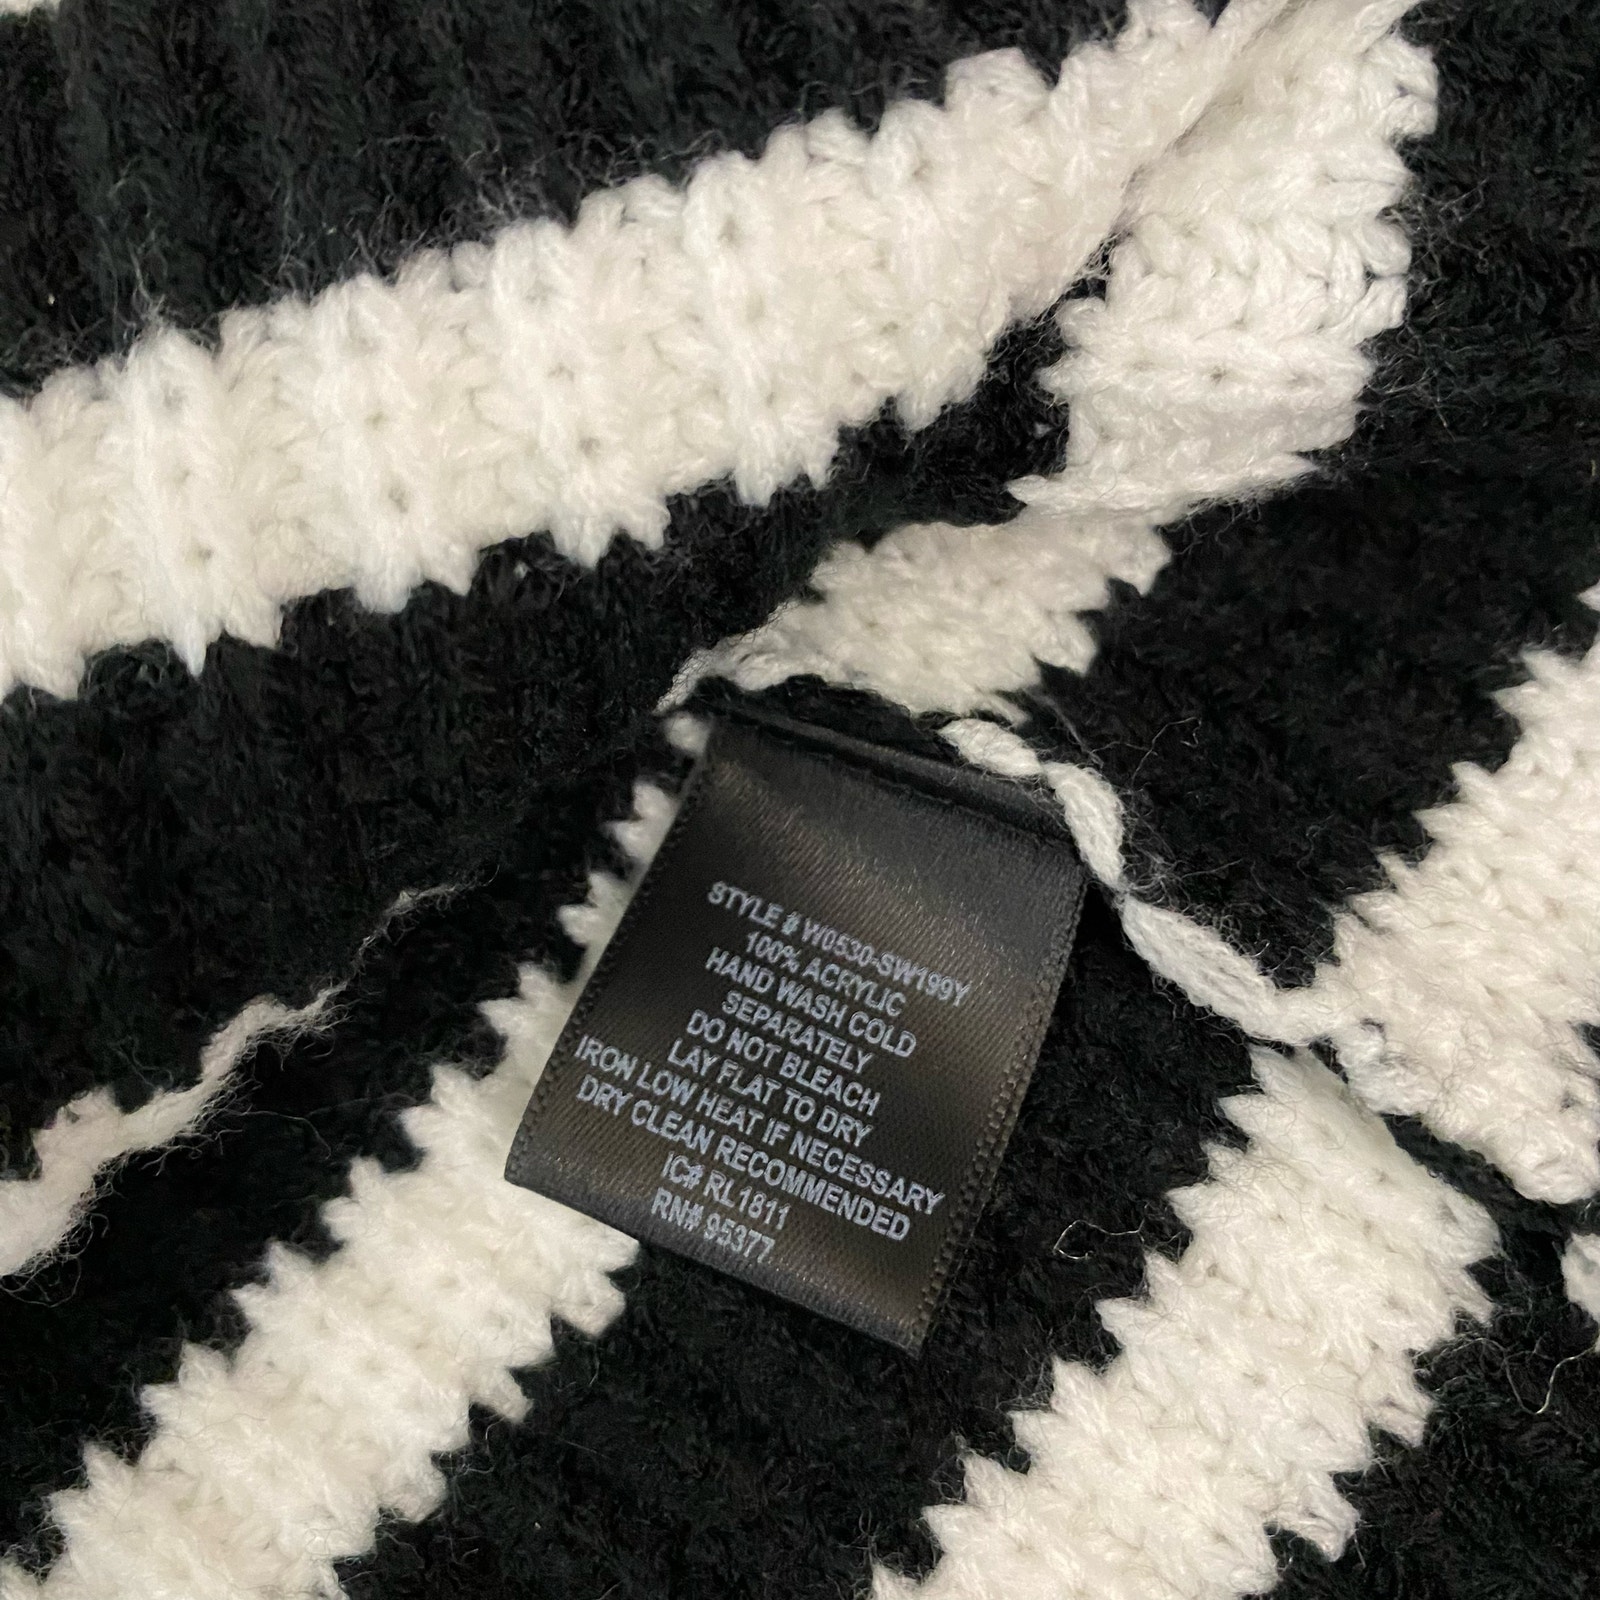 STYLE # W0530-SW199Y
100% ACRYLIC
HAND WASH COLD
SEPARATELY
DO NOT BLEACH
LAY FLAT TO DRY
IRON LOW HEAT IF NECESSARY
DRY CLEAN RECOMMENDED
IC# RL1811
RN# 95377